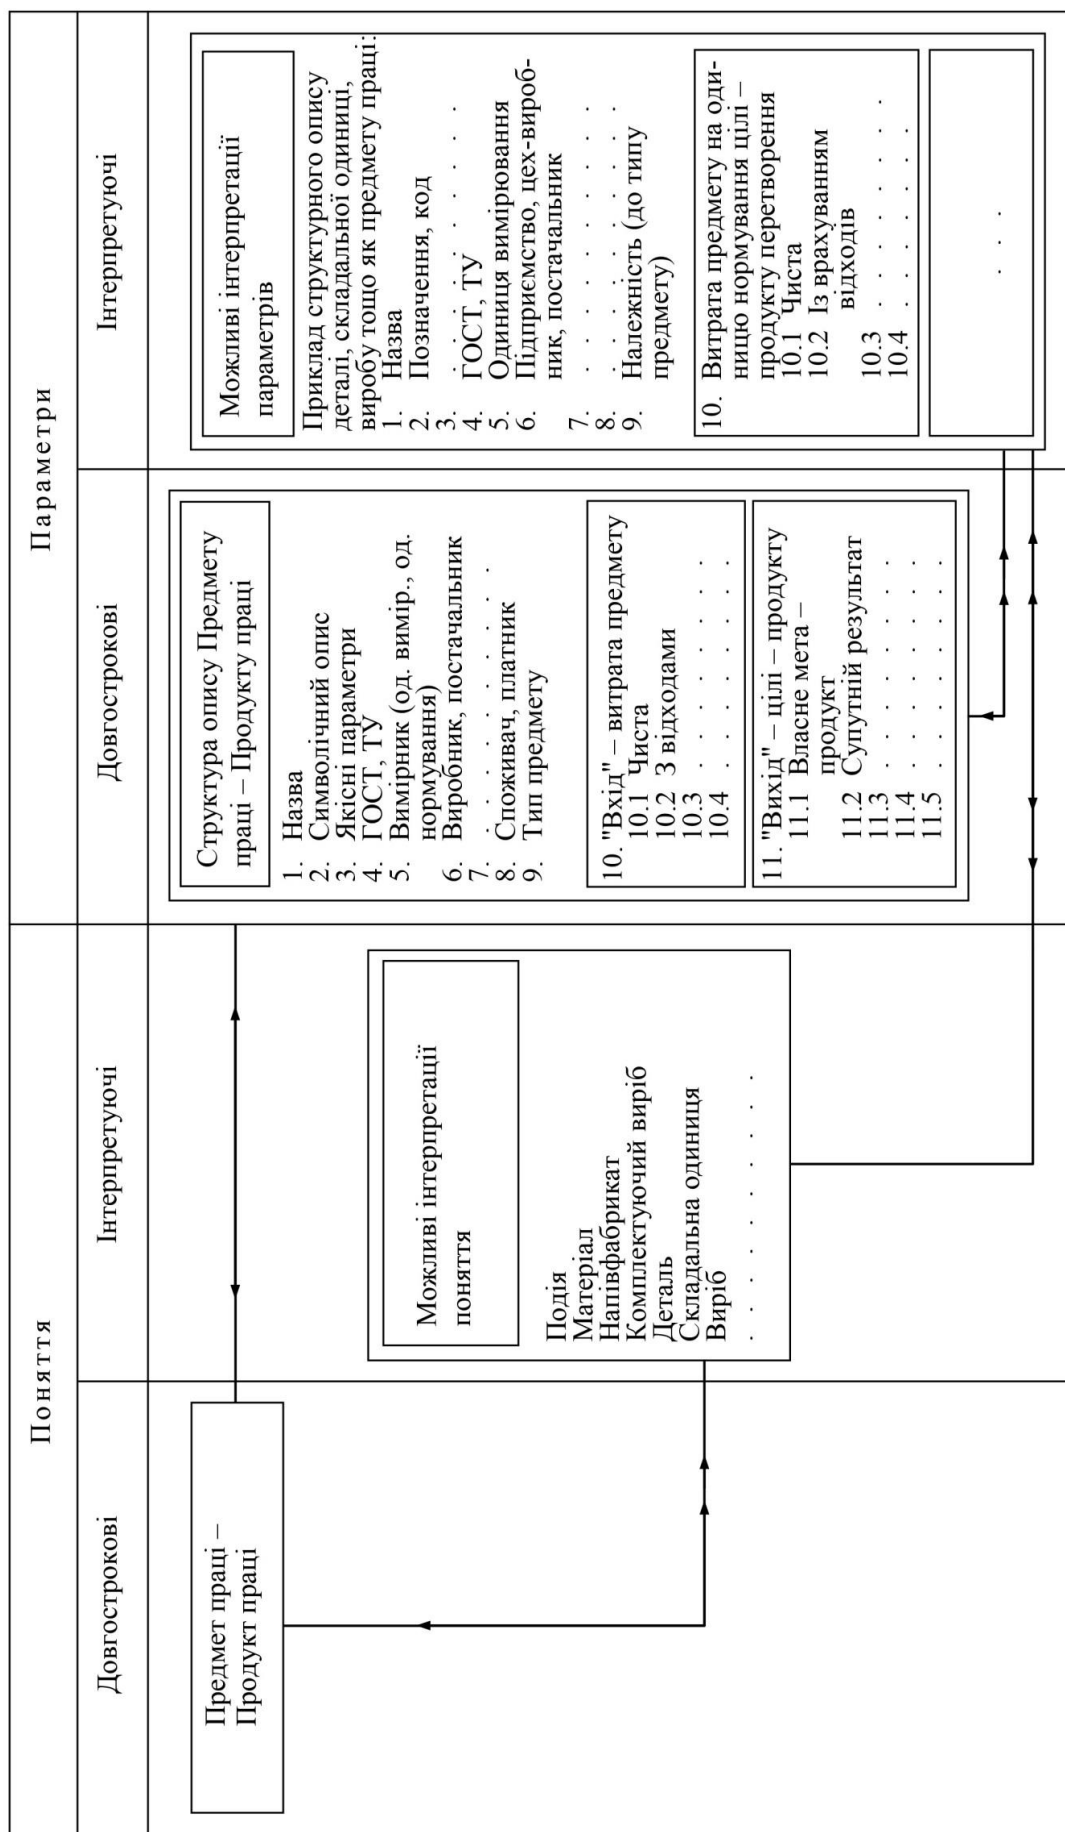 Поняття
Параметри
Довгострокові
Інтерпретуючі
Довгострокові
Інтерпретуючі
Предмет праці –
Продукт праці
Можливі інтерпретації
поняття
Подія
Матеріал
Напівфабрикат
Комплектуючий виріб
Деталь
Складальна одиниця
Виріб
. . . . . . . . . .
Структура опису Предмету
праці – Продукту праці
1. Назва
2. Символічний опис
3. Якісні параметри
4. ГОСТ, ТУ
5. Вимірник (од. вимір., од.
нормування)
6. Виробник, постачальник
7. . . . . . . . . . .
8. Споживач, платник
9. Тип предмету
10. "Вхід" – витрата предмету
10.1 Чиста
10.2 З відходами
10.3 . . . . . . . .
10.4 . . . . . . . .
11. "Вихід" – цілі – продукту
11.1 Власне мета –
продукт
11.2 Супутній результат
11.3 . . . . . . . .
11.4 . . . . . . . .
11.5 . . . . . . . .
Можливі інтерпретації
параметрів
Приклад структурного опису
деталі, складальної одиниці,
виробу тощо як предмету праці:
1. Назва
2. Позначення, код
3. . . . . . . . . . .
4. ГОСТ, ТУ
5. Одиниця вимірювання
6. Підприємство, цех-вироб-
ник, постачальник
7. . . . . . . . . . .
8. . . . . . . . . . .
9. Належність (до типу
предмету)
10. Витрата предмету на оди-
ницю нормування цілі –
продукту перетворення
10.1 Чиста
10.2 Із врахуванням
відходів
10.3 . . . . . . . .
10.4 . . . . . . . .
. . .